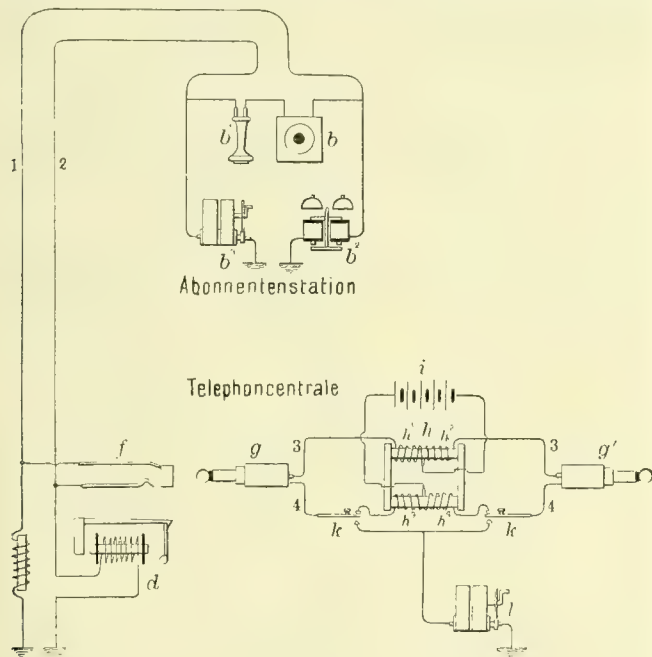 b' b
1 2
b³ b²
Abonnentenstation
Telephoncentrale
i
f g 3 h' h h² 3 g'
4 k h³ h⁴ k 4
d
l